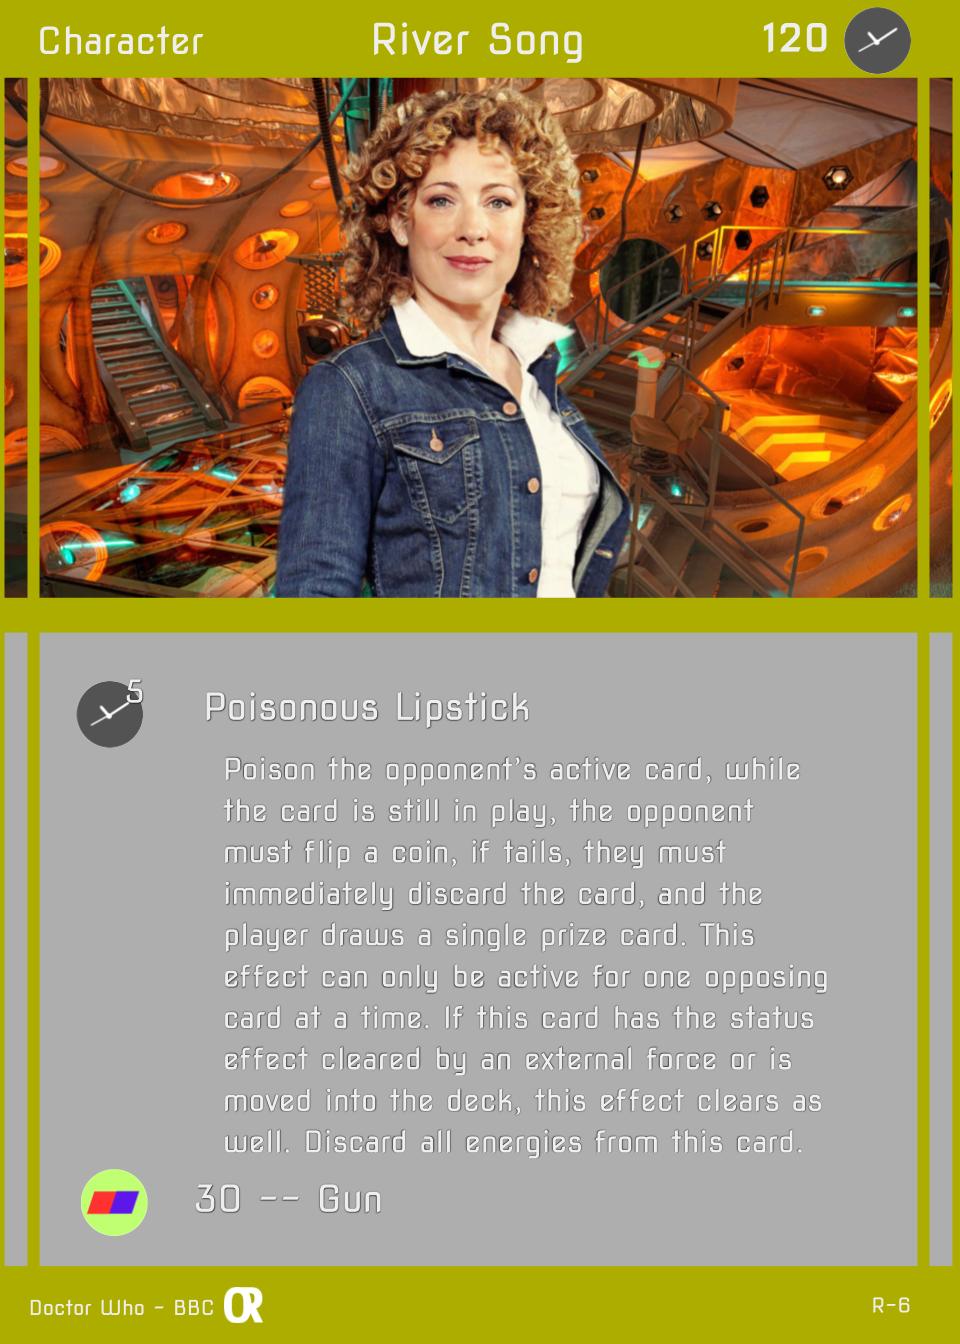 Character River Song 120
5 Poisonous Lipstick
Poison the opponent's active card, while
the card is still in play, the opponent
must flip a coin, if tails, they must
immediately discard the card, and the
player draws a single prize card. This
effect can only be active for one opposing
card at a time. If this card has the status
effect cleared by an external force or is
moved into the deck, this effect clears as
well. Discard all energies from this card.
30 -- Gun
Doctor Who - BBC OR R-6